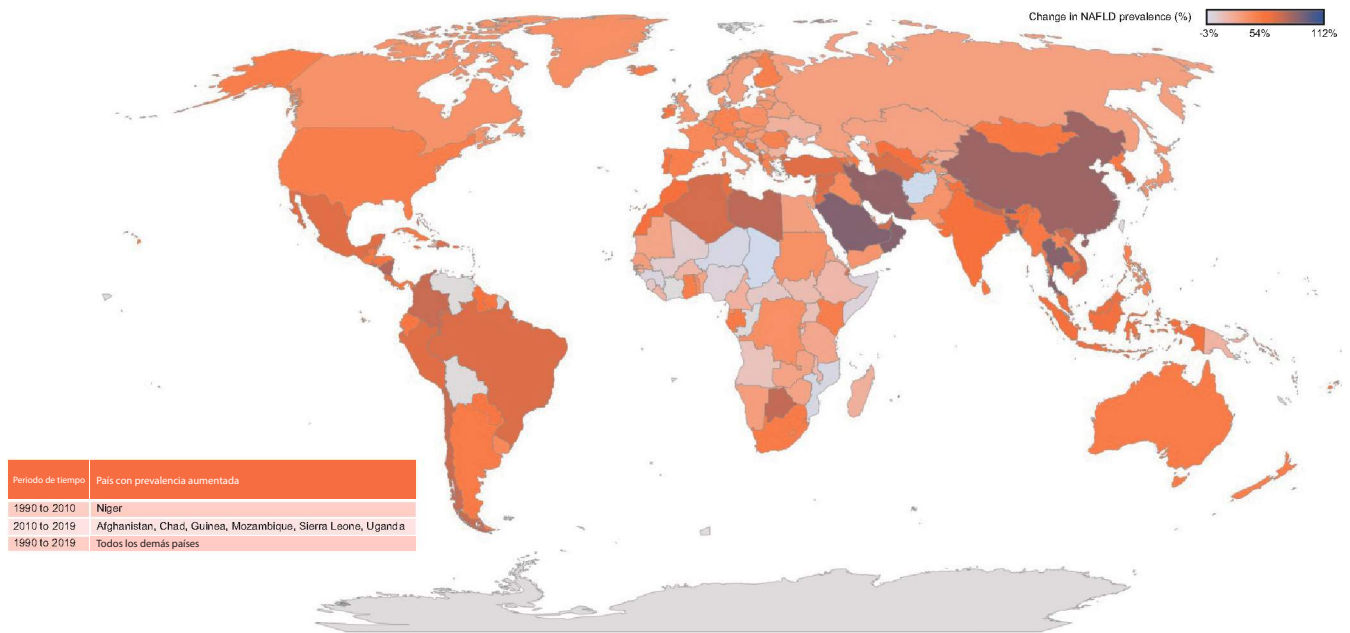 Change in NAFLD prevalence (%)
-3% 54% 112%
Periodo de tiempo País con prevalencia aumentada
1990 to 2010 Niger
2010 to 2019 Afghanistan, Chad, Guinea, Mozambique, Sierra Leone, Uganda
1990 to 2019 Todos los demás países